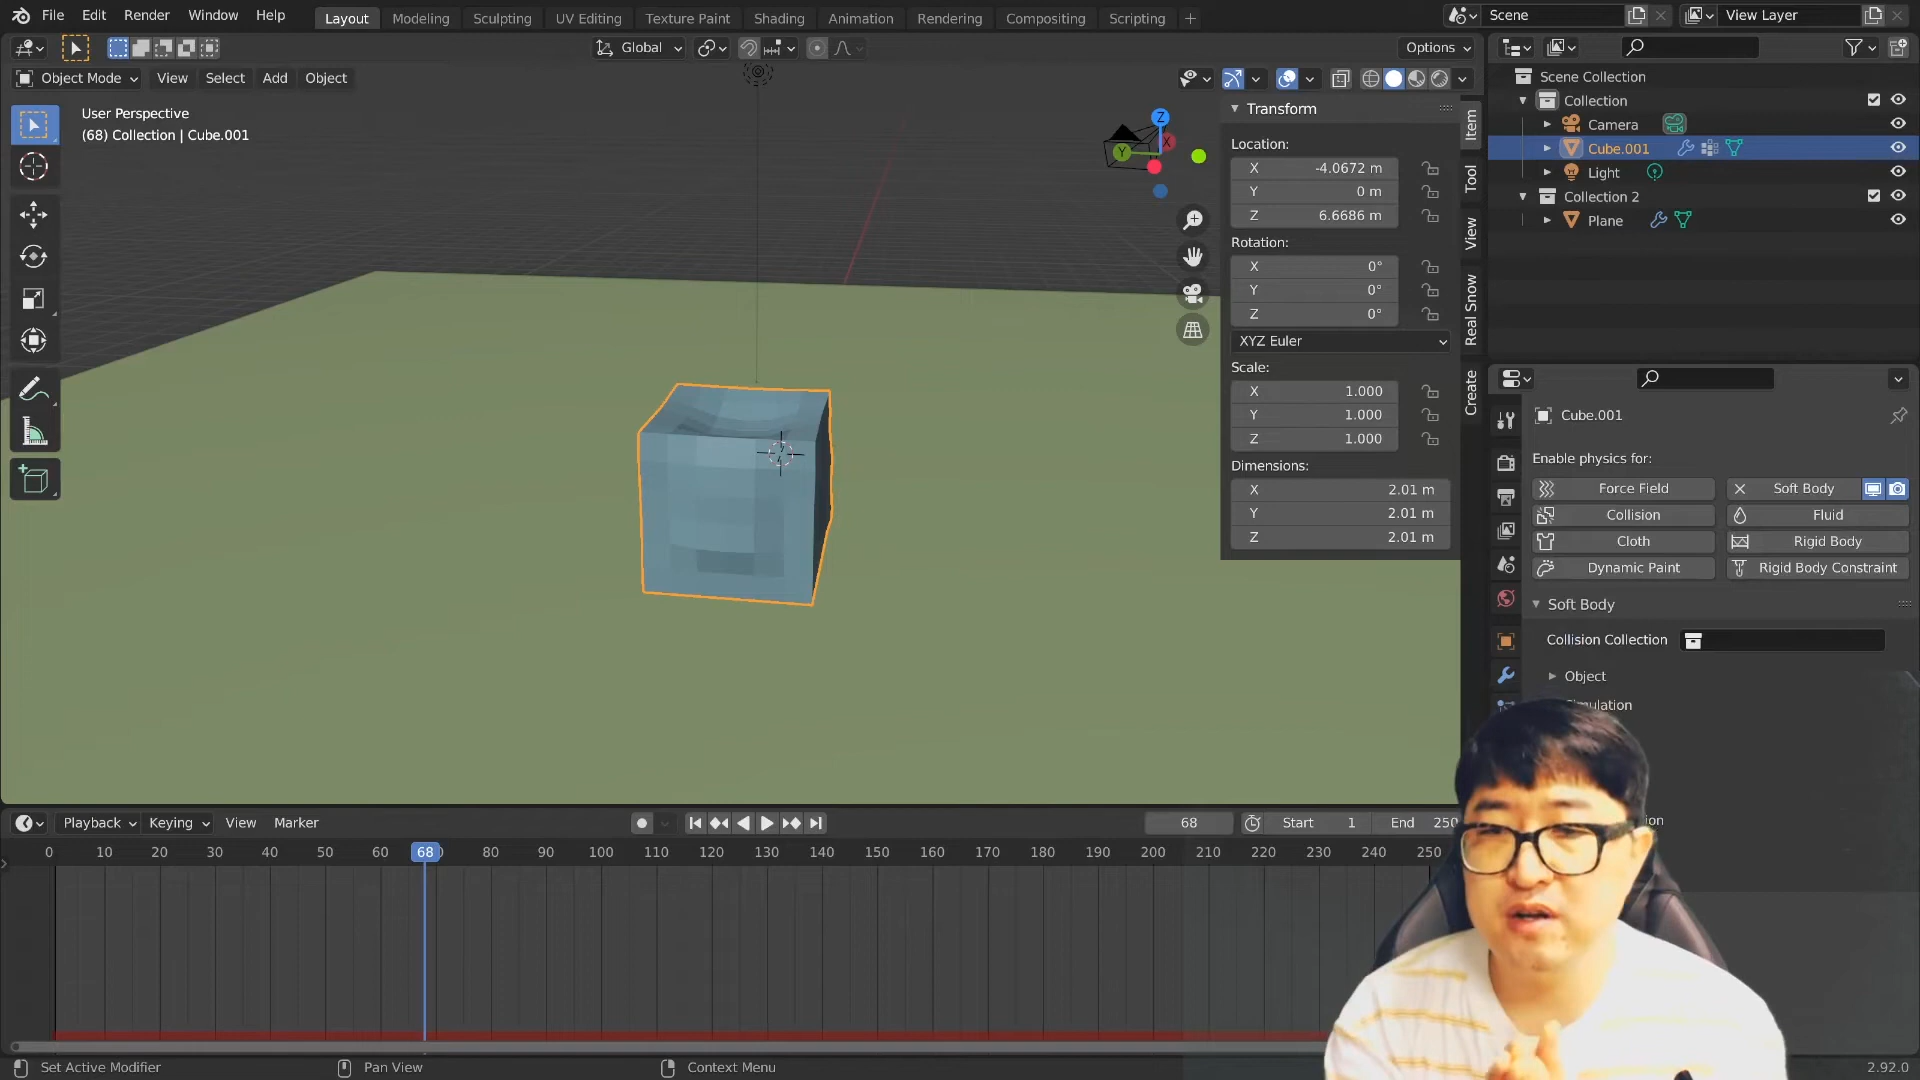 File Edit Render Window Help Layout Modeling Sculpting UV Editing Texture Paint Shading Animation Rendering Compositing Scripting + Scene View Layer
Global Options
Object Mode View Select Add Object
User Perspective
(68) Collection | Cube.001
Z
Y
X
Transform
Location:
X -4.0672 m
Y 0 m
Z 6.6686 m
Rotation:
X 0°
Y 0°
Z 0°
XYZ Euler
Scale:
X 1.000
Y 1.000
Z 1.000
Dimensions:
X 2.01 m
Y 2.01 m
Z 2.01 m
Item
Tool
View
Real Snow
Create
Scene Collection
Collection
Camera
Cube.001
Light
Collection 2
Plane
Cube.001
Enable physics for:
Force Field Soft Body
Collision Fluid
Cloth Rigid Body
Dynamic Paint Rigid Body Constraint
Soft Body
Collision Collection
Object
Playback Keying View Marker 68 Start 1 End 250
0 10 20 30 40 50 60 68 80 90 100 110 120 130 140 150 160 170 180 190 200 210 220 230 240 250
Set Active Modifier Pan View Context Menu 2.92.0